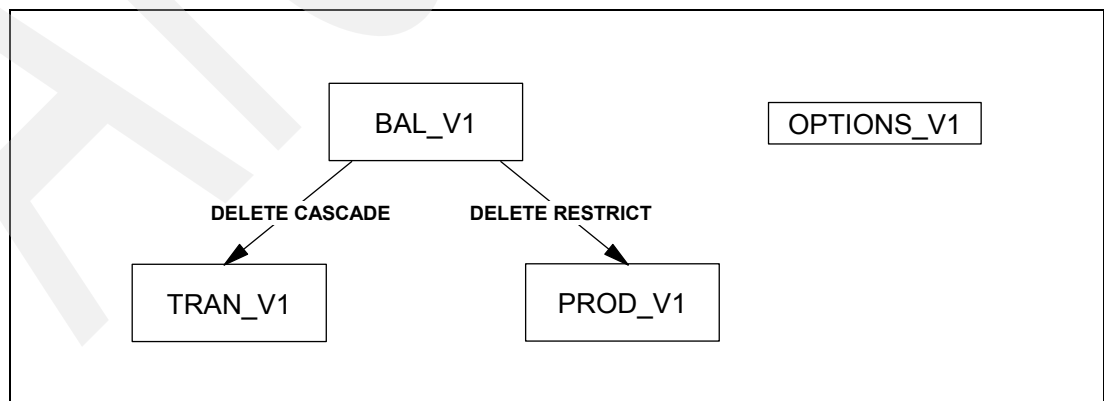 BAL_V1
OPTIONS_V1
DELETE CASCADE
DELETE RESTRICT
TRAN_V1
PROD_V1